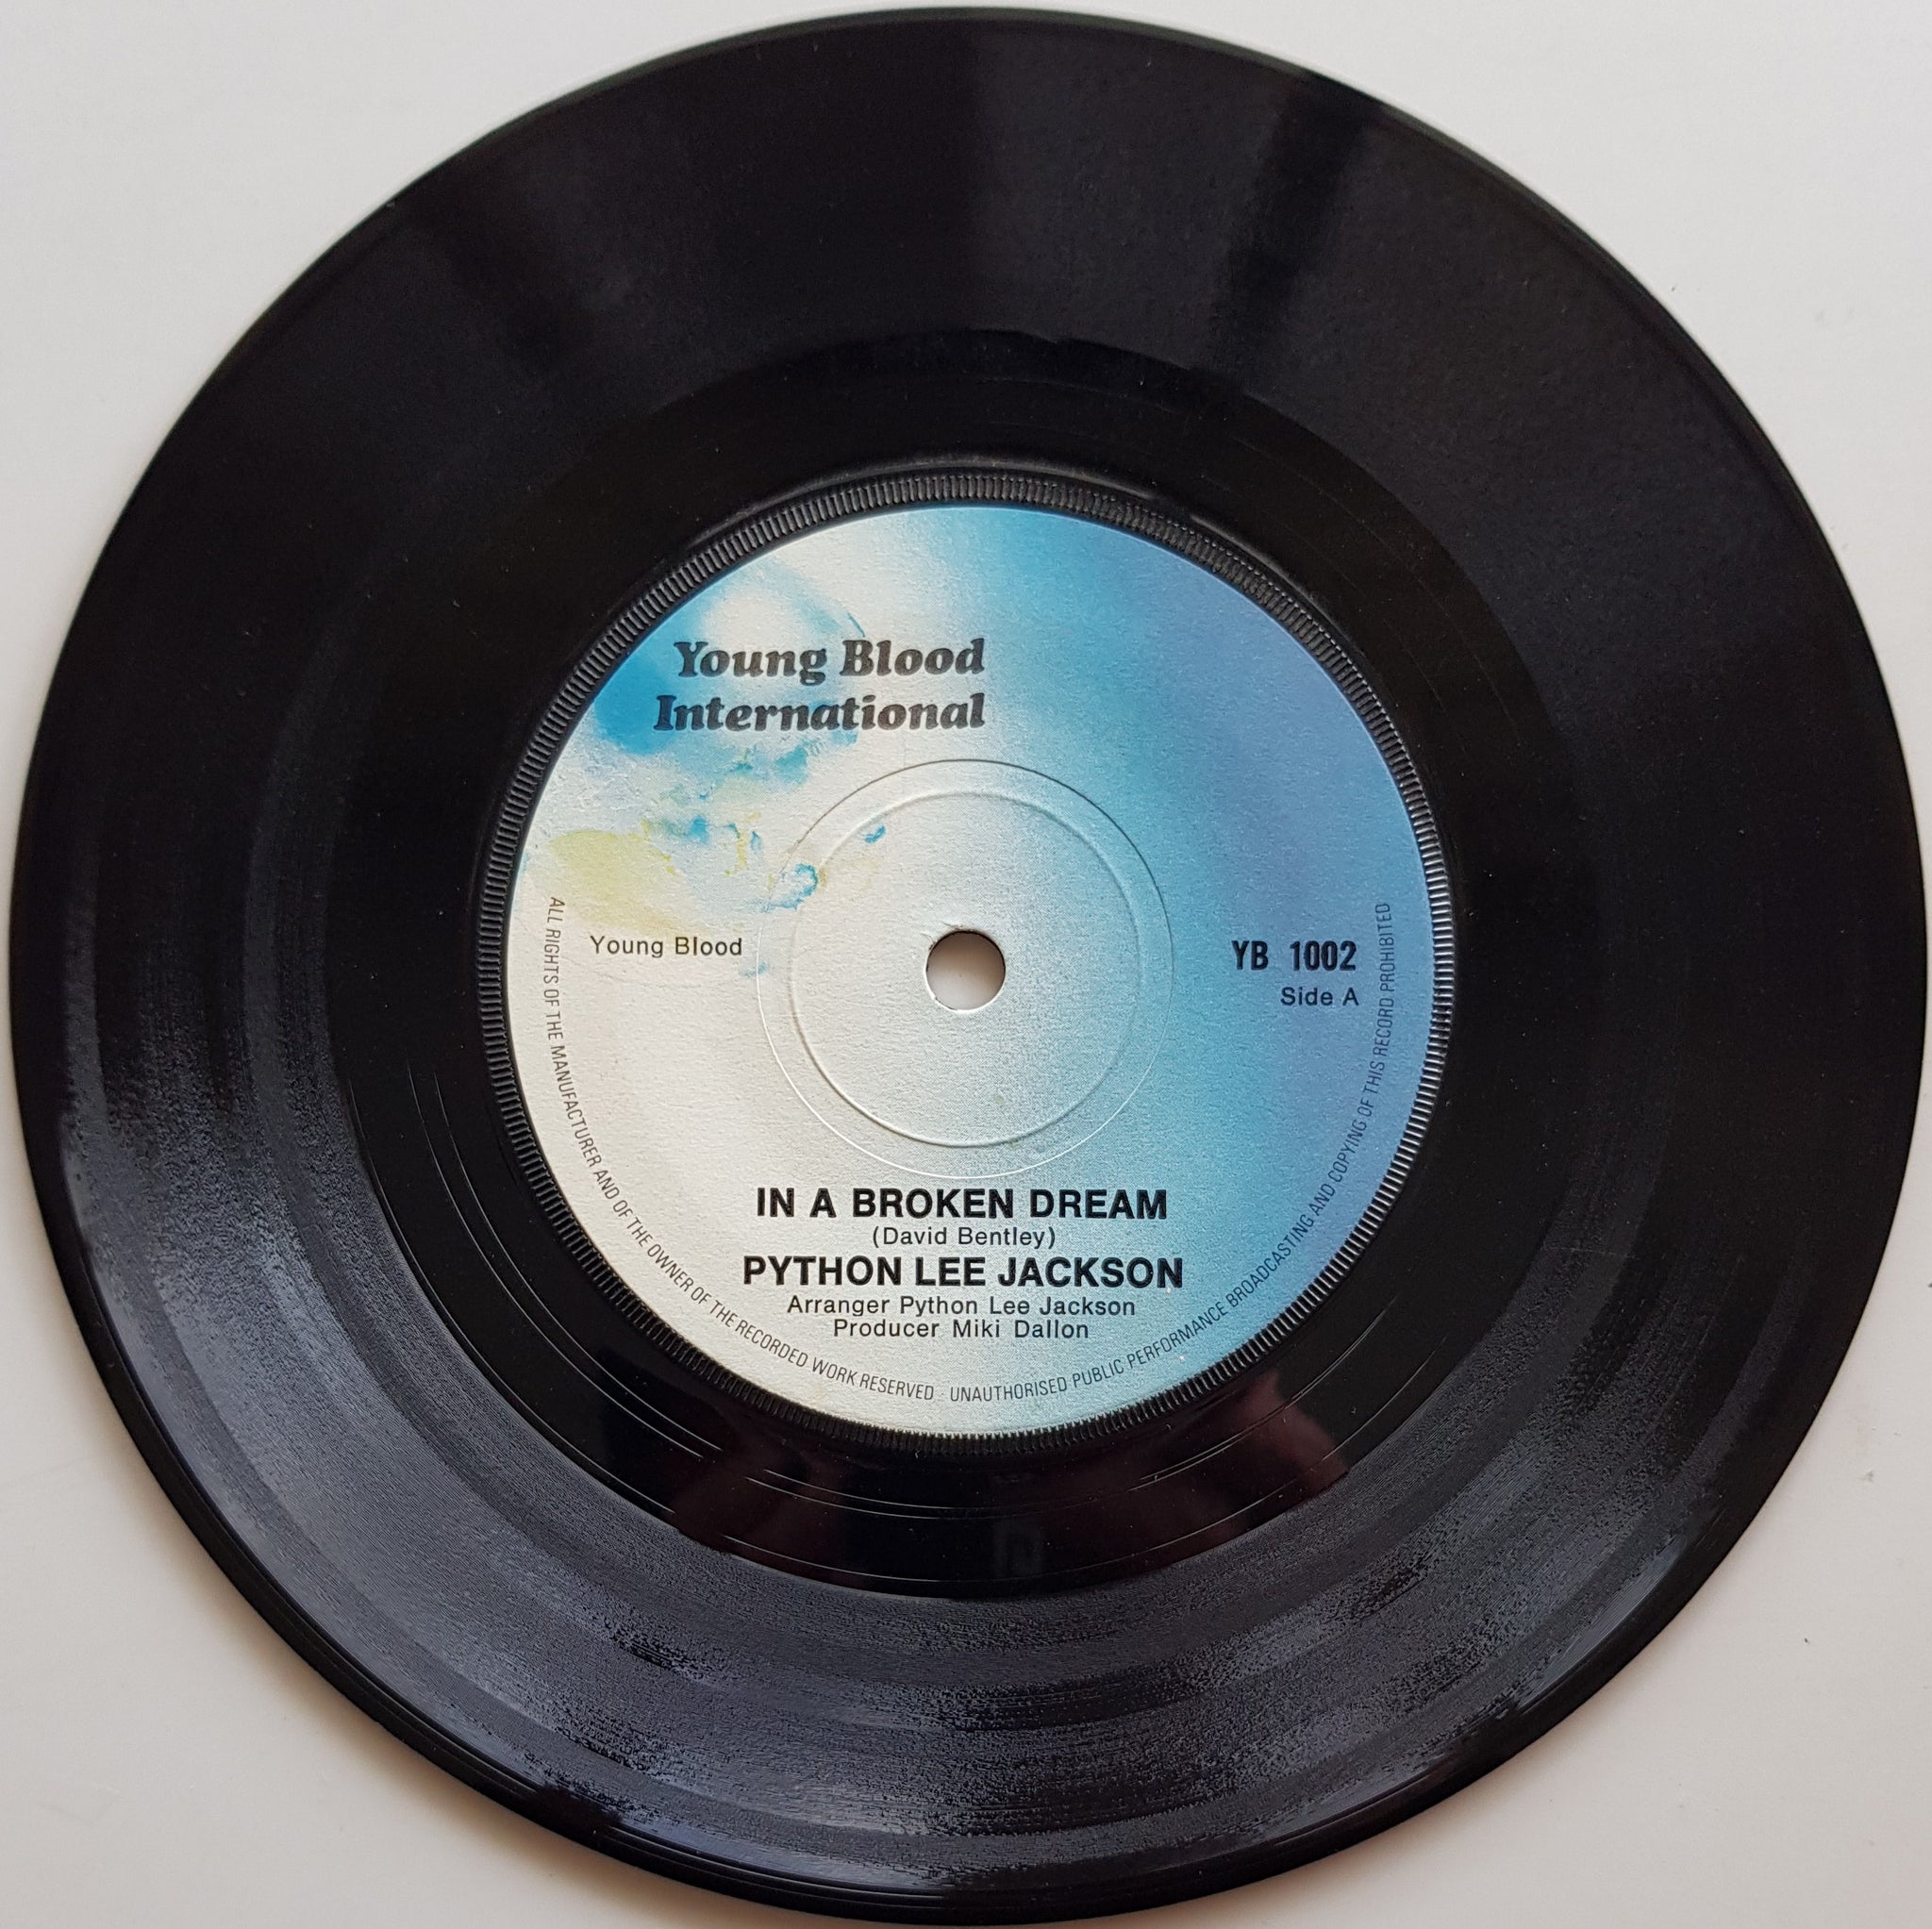 Young Blood
International
Young Blood
YB 1002
Side A
IN A BROKEN DREAM
(David Bentley)
PYTHON LEE JACKSON
Arranger Python Lee Jackson
Producer Miki Dallon
ALL RIGHTS OF THE MANUFACTURER AND OF THE OWNER OF THE RECORDED WORK RESERVED - UNAUTHORISED PUBLIC PERFORMANCE BROADCASTING AND COPYING OF THIS RECORD PROHIBITED